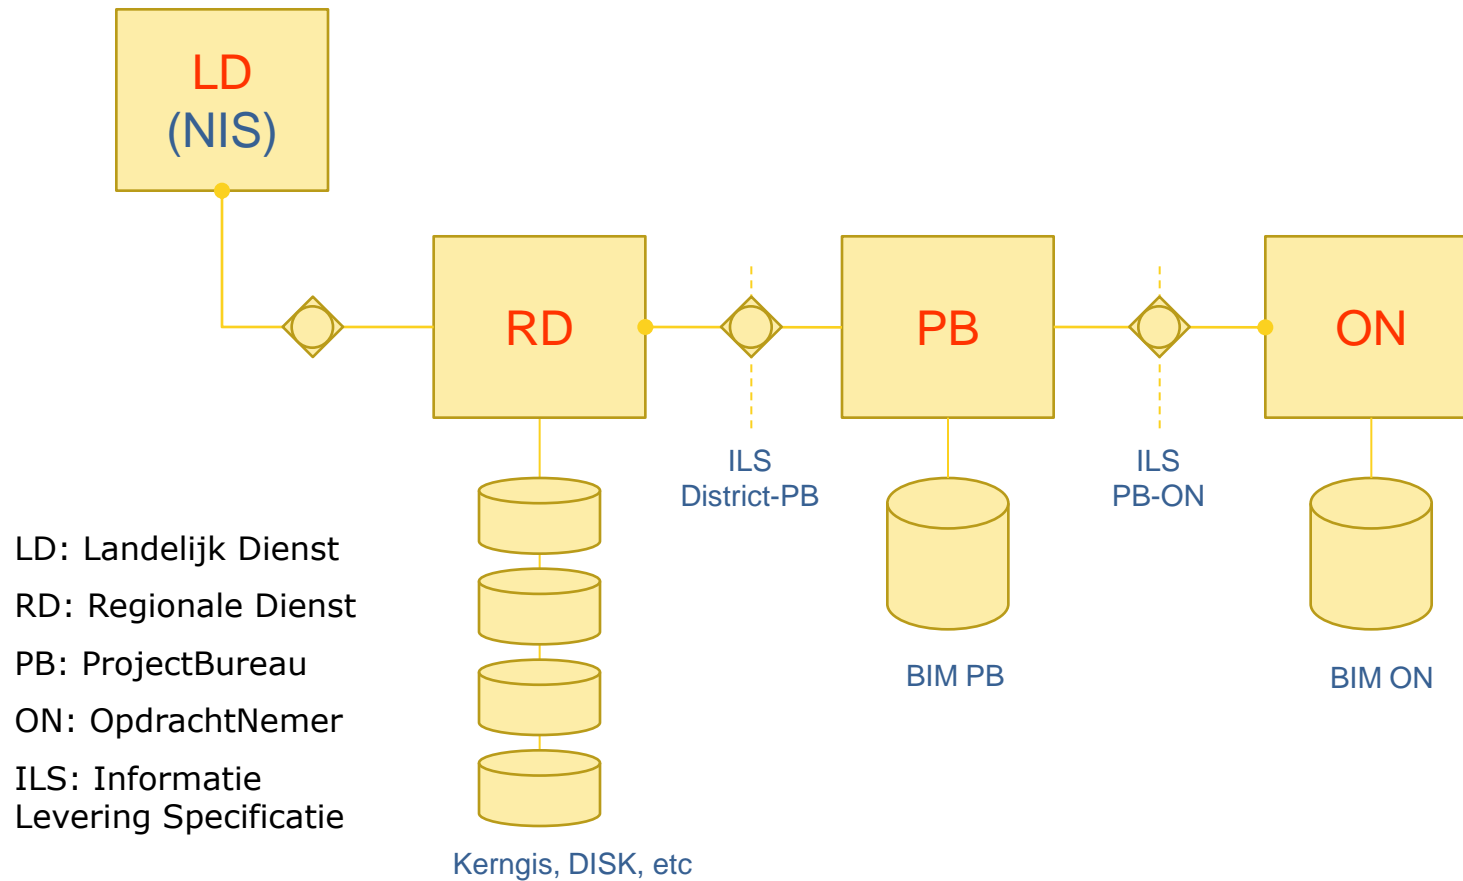 LD
(NIS)
RD
PB
ON
ILS
District-PB
ILS
PB-ON
BIM PB
BIM ON
LD: Landelijk Dienst
RD: Regionale Dienst
PB: ProjectBureau
ON: OpdrachtNemer
ILS: Informatie
Levering Specificatie
Kerngis, DISK, etc